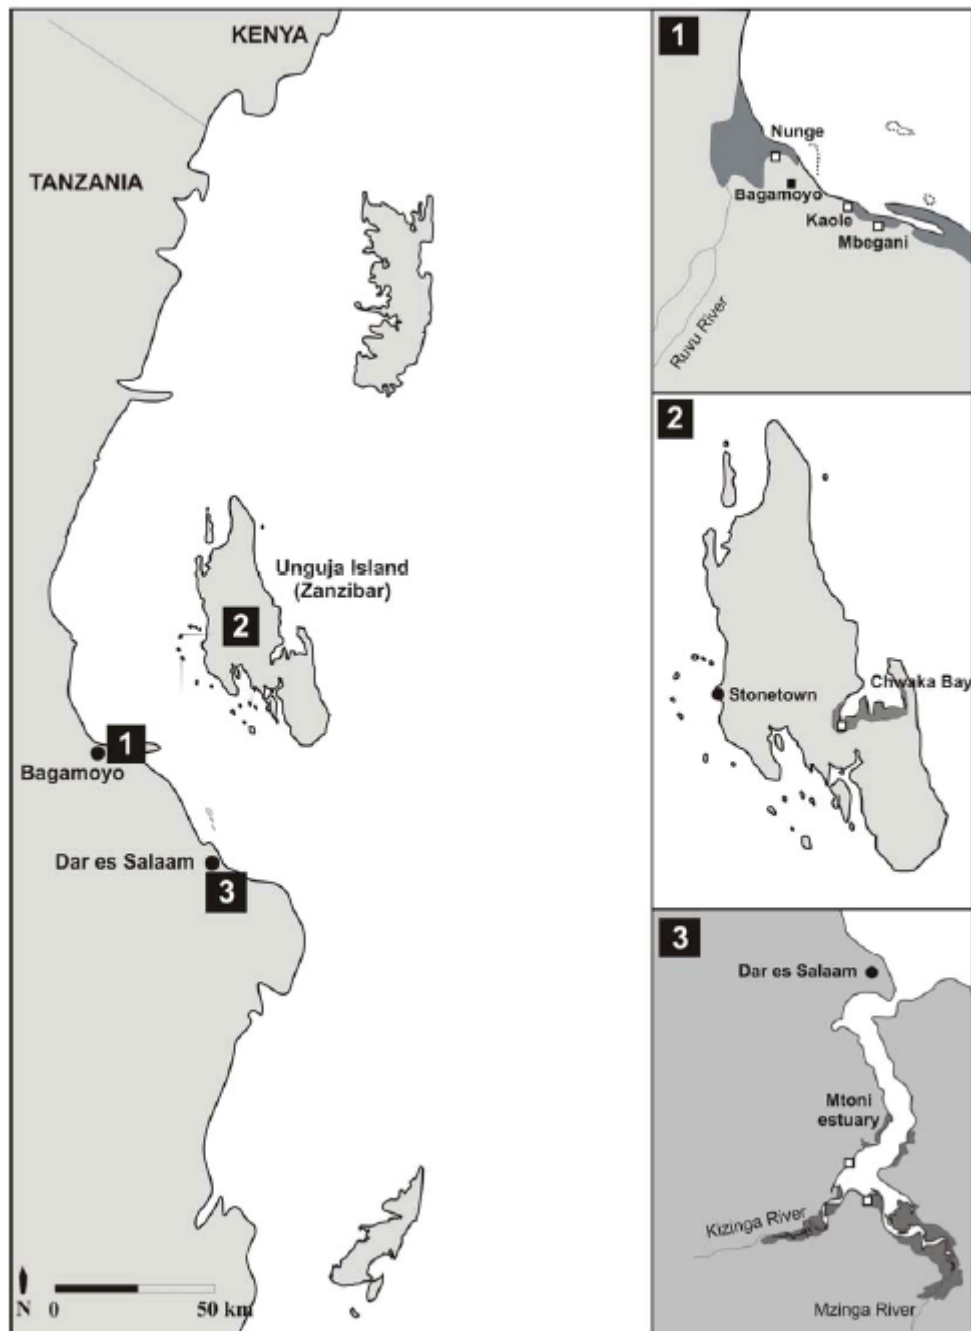 KENYA
TANZANIA
Unguja Island
(Zanzibar)
2
1
Bagamoyo
Dar es Salaam
3
N
0
50 km
1
Nunge
Bagamoyo
Kaole
Mbegani
Ruvu River
2
Chwaka Bay
Stonetown
3
Dar es Salaam
Mtoni
estuary
Kizinga River
Mzinga River